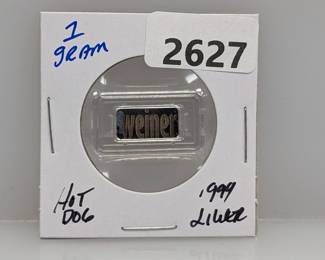 1
gRAM
2627
weiner
HOT
DOG
.999
SILVER